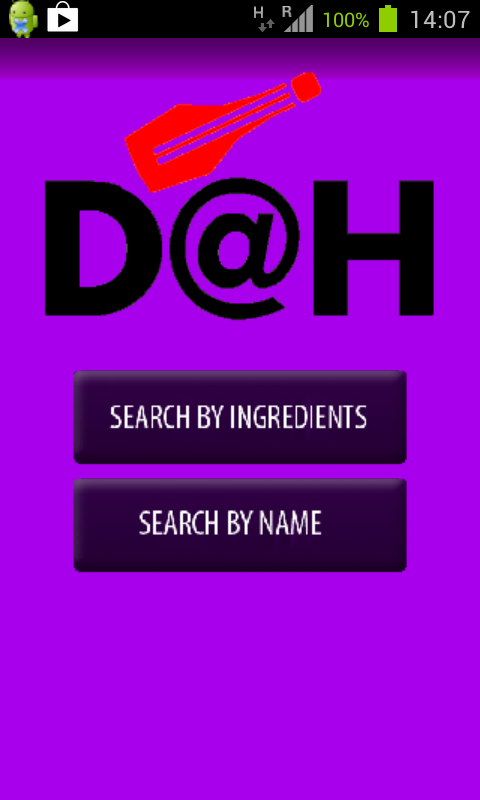 H R 100% 14:07
D@H
SEARCH BY INGREDIENTS
SEARCH BY NAME